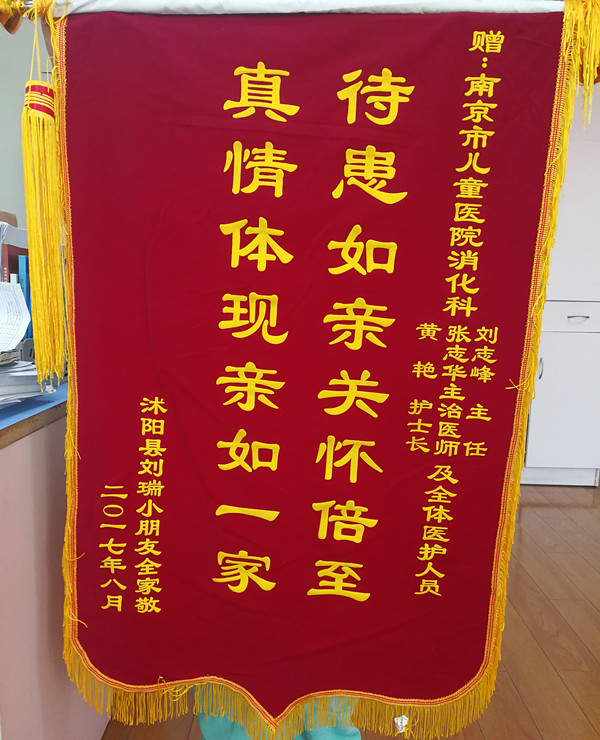 赠：南京市儿童医院消化科
刘志峰 主任
张志华主治医师
黄艳 护士长
及全体医护人员
待患如亲关怀倍至
真情体现亲如一家
沭阳县刘瑞小朋友全家敬
二〇一七年八月